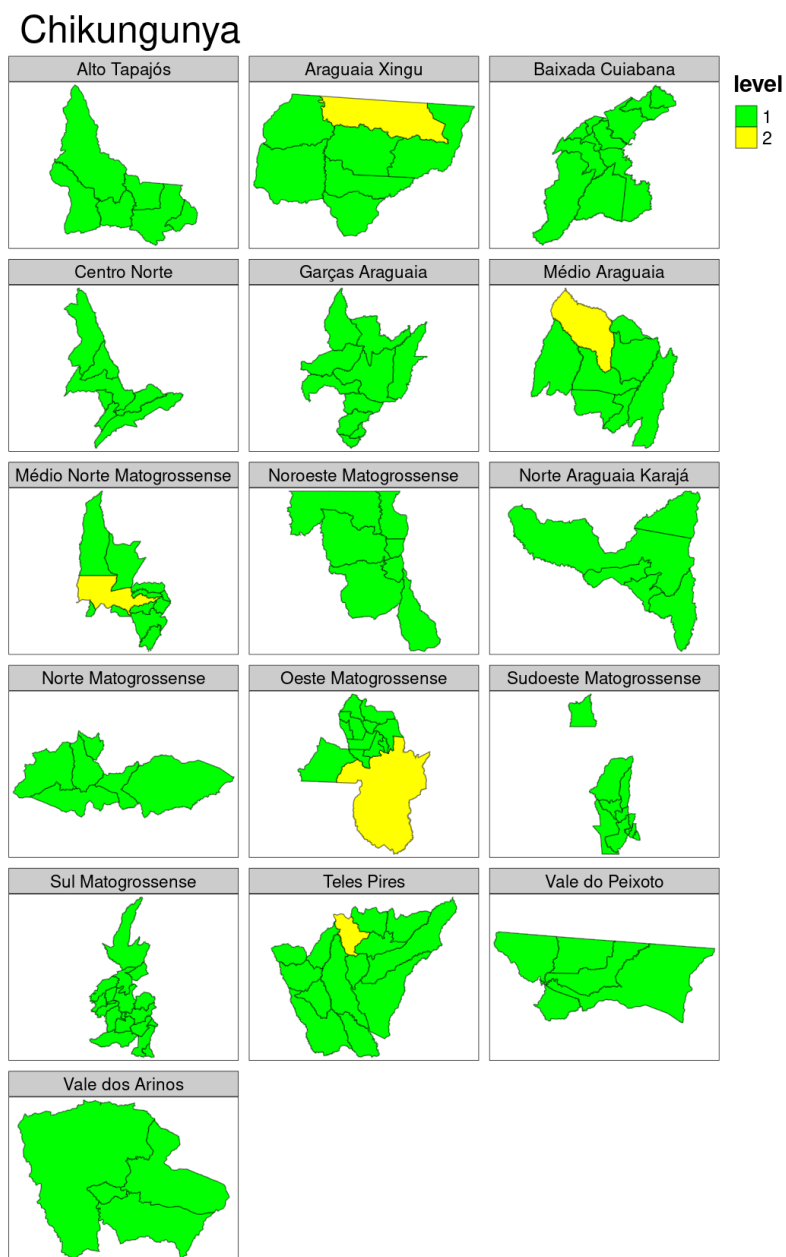 Chikungunya
Alto Tapajós
Araguaia Xingu
Baixada Cuiabana
level
1
2
Centro Norte
Garças Araguaia
Médio Araguaia
Médio Norte Matogrossense
Noroeste Matogrossense
Norte Araguaia Karajá
Norte Matogrossense
Oeste Matogrossense
Sudoeste Matogrossense
Sul Matogrossense
Teles Pires
Vale do Peixoto
Vale dos Arinos